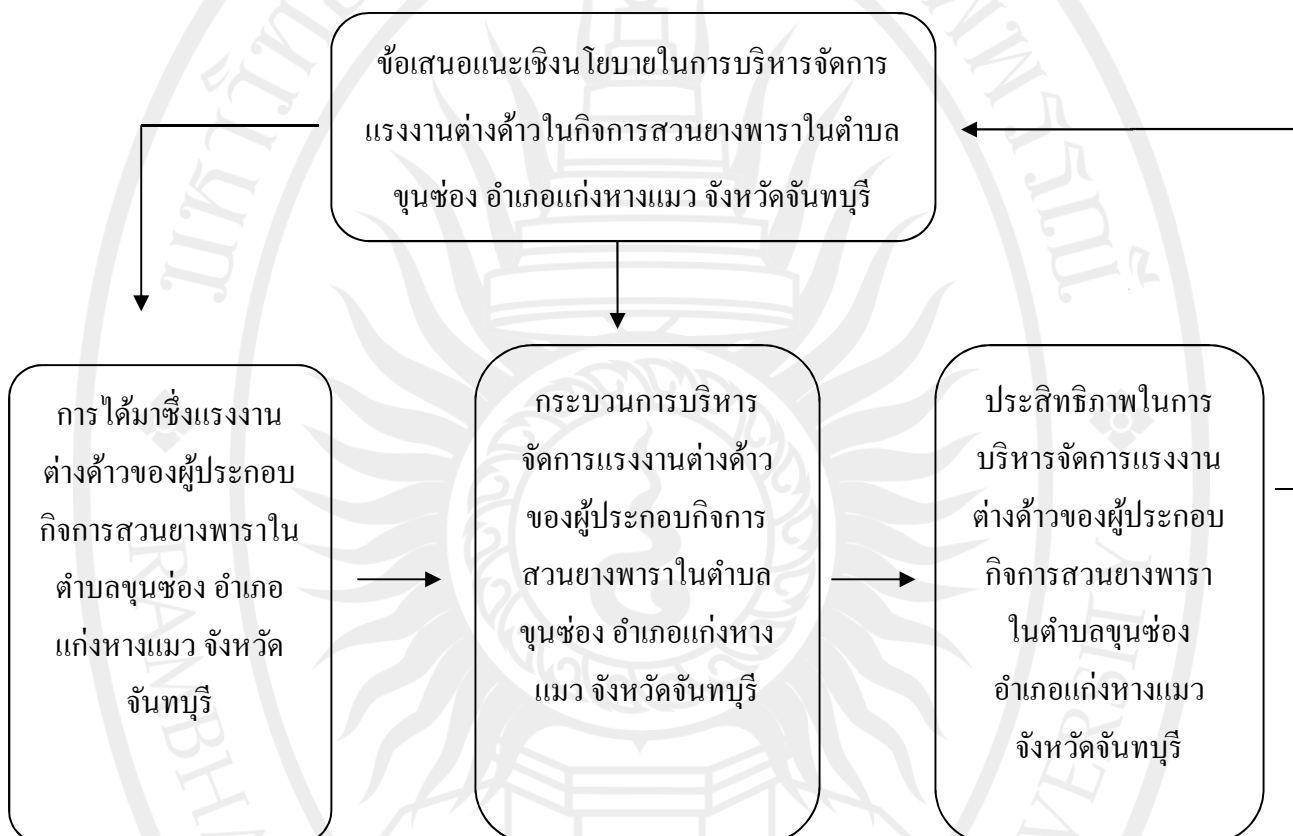 ข้อเสนอแนะเชิงนโยบายในการบริหารจัดการ
แรงงานต่างด้าวในกิจการสวนยางพาราในตำบล
ขุนซ่อง อำเภอแก่งหางแมว จังหวัดจันทบุรี
การได้มาซึ่งแรงงาน
ต่างด้าวของผู้ประกอบ
กิจการสวนยางพาราใน
ตำบลขุนซ่อง อำเภอ
แก่งหางแมว จังหวัด
จันทบุรี
กระบวนการบริหาร
จัดการแรงงานต่างด้าว
ของผู้ประกอบกิจการ
สวนยางพาราในตำบล
ขุนซ่อง อำเภอแก่งหาง
แมว จังหวัดจันทบุรี
ประสิทธิภาพในการ
บริหารจัดการแรงงาน
ต่างด้าวของผู้ประกอบ
กิจการสวนยางพารา
ในตำบลขุนซ่อง
อำเภอแก่งหางแมว
จังหวัดจันทบุรี